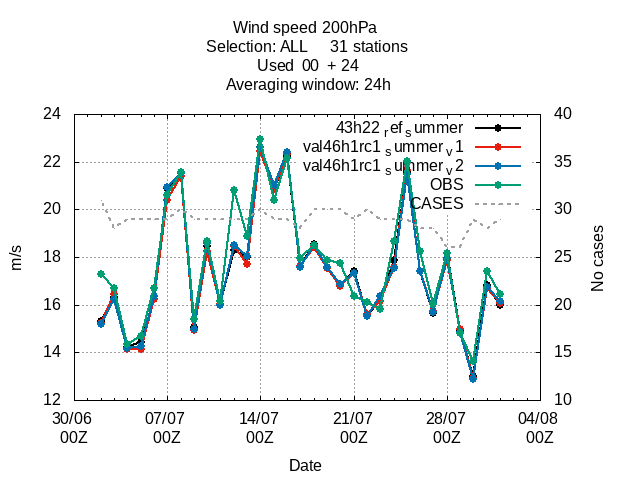 Wind speed 200hPa
Selection: ALL     31 stations
Used  00  + 24
Averaging window: 24h
43h22 ref summer
val46h1rc1 summer v 1
val46h1rc1 summer v 2
OBS
CASES
24
22
20
18
16
14
12
m/s
40
35
30
25
20
15
10
No cases
30/06 07/07 14/07 21/07 28/07 04/08
00Z 00Z 00Z 00Z 00Z 00Z
Date